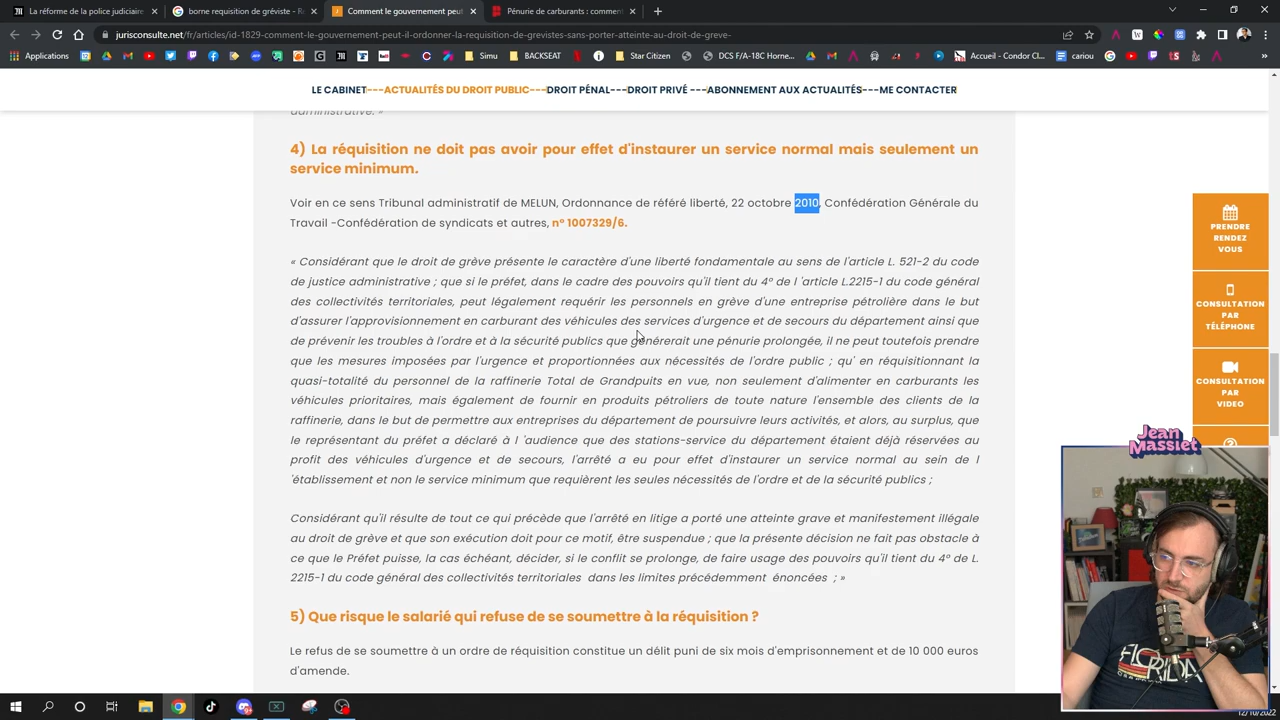 La réforme de la police judiciaire
borne requisition de gréviste - Re
Comment le gouvernement peut
Pénurie de carburants : comment
jurisconsulte.net/fr/articles/id-1829-comment-le-gouvernement-peut-il-ordonner-la-requisition-de-grevistes-sans-porter-atteinte-au-droit-de-greve-
Applications
Simu
BACKSEAT
Star Citizen
DCS F/A-18C Horne...
Accueil - Condor Cl...
cariou
LE CABINET---ACTUALITÉS DU DROIT PUBLIC---DROIT PÉNAL---DROIT PRIVÉ ---ABONNEMENT AUX ACTUALITÉS---ME CONTACTER
administrative. »
4) La réquisition ne doit pas avoir pour effet d'instaurer un service normal mais seulement un
service minimum.
Voir en ce sens Tribunal administratif de MELUN, Ordonnance de référé liberté, 22 octobre 2010, Confédération Générale du
Travail -Confédération de syndicats et autres, n° 1007329/6.
« Considérant que le droit de grève présente le caractère d'une liberté fondamentale au sens de l'article L. 521-2 du code
de justice administrative ; que si le préfet, dans le cadre des pouvoirs qu'il tient du 4° de l 'article L.2215-1 du code général
des collectivités territoriales, peut légalement requérir les personnels en grève d'une entreprise pétrolière dans le but
d'assurer l'approvisionnement en carburant des véhicules des services d'urgence et de secours du département ainsi que
de prévenir les troubles à l'ordre et à la sécurité publics que générerait une pénurie prolongée, il ne peut toutefois prendre
que les mesures imposées par l'urgence et proportionnées aux nécessités de l'ordre public ; qu' en réquisitionnant la
quasi-totalité du personnel de la raffinerie Total de Grandpuits en vue, non seulement d'alimenter en carburants les
véhicules prioritaires, mais également de fournir en produits pétroliers de toute nature l'ensemble des clients de la
raffinerie, dans le but de permettre aux entreprises du département de poursuivre leurs activités, et alors, au surplus, que
le représentant du préfet a déclaré à l 'audience que des stations-service du département étaient déjà réservées au
profit des véhicules d'urgence et de secours, l'arrêté a eu pour effet d'instaurer un service normal au sein de l
'établissement et non le service minimum que requièrent les seules nécessités de l'ordre et de la sécurité publics ;
Considérant qu'il résulte de tout ce qui précède que l'arrêté en litige a porté une atteinte grave et manifestement illégale
au droit de grève et que son exécution doit pour ce motif, être suspendue ; que la présente décision ne fait pas obstacle à
ce que le Préfet puisse, la cas échéant, décider, si le conflit se prolonge, de faire usage des pouvoirs qu'il tient du 4° de L.
2215-1 du code général des collectivités territoriales dans les limites précédemment énoncées ; »
5) Que risque le salarié qui refuse de se soumettre à la réquisition ?
Le refus de se soumettre à un ordre de réquisition constitue un délit puni de six mois d'emprisonnement et de 10 000 euros
d'amende.
PRENDRE
RENDEZ
VOUS
CONSULTATION
PAR
TÉLÉPHONE
CONSULTATION
PAR
VIDEO
Jean
Massiet
FLORIDA
12/10/2022